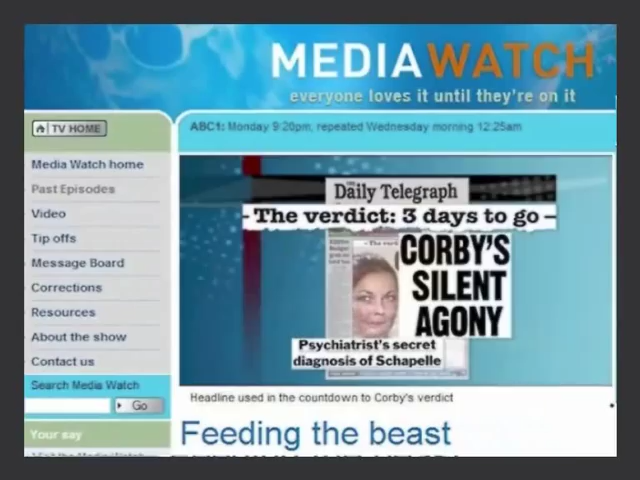 MEDIAWATCH
everyone loves it until they're on it
TV HOME
ABC1: Monday 9:20pm, repeated Wednesday morning 12.25am
Media Watch home
Past Episodes
Video
Tip offs
Message Board
Corrections
Resources
About the show
Contact us
Search Media Watch
Go
Your say
THE
Daily Telegraph
- The verdict: 3 days to go -
CORBY'S
SILENT
AGONY
Psychiatrist's secret
diagnosis of Schapelle
Headline used in the countdown to Corby's verdict
Feeding the beast